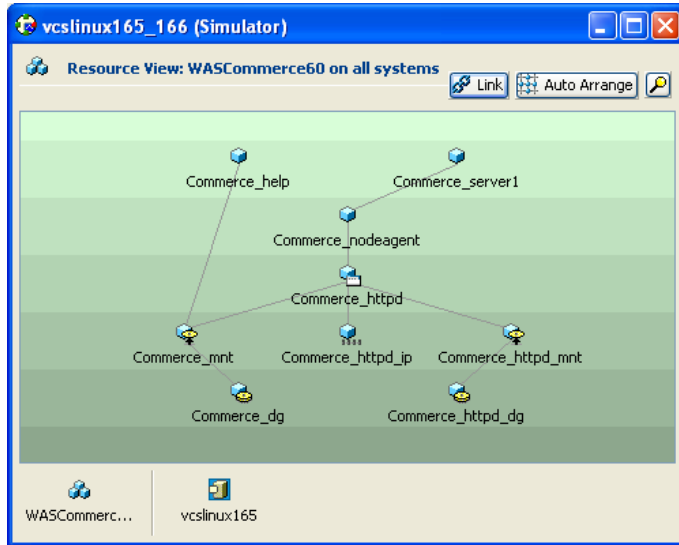 vcslinux165_166 (Simulator)
Resource View: WASCommerce60 on all systems
Link
Auto Arrange
Commerce_help
Commerce_server1
Commerce_nodeagent
Commerce_httpd
Commerce_mnt
Commerce_httpd_ip
Commerce_httpd_mnt
Commerce_dg
Commerce_httpd_dg
WASCommerc...
vcslinux165